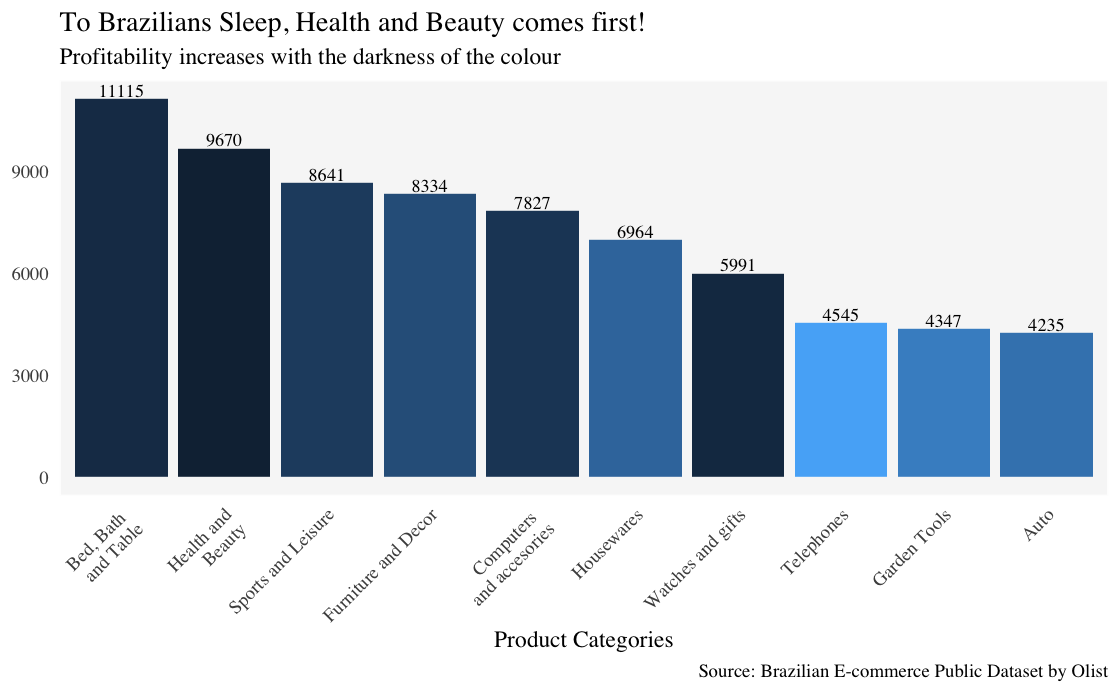 To Brazilians Sleep, Health and Beauty comes first!
Profitability increases with the darkness of the colour
11115
9670
8641
8334
7827
6964
5991
4545
4347
4235
9000
6000
3000
0
Bed, Bath
and Table
Health and
Beauty
Sports and Leisure
Furniture and Decor
Computers
and accesories
Housewares
Watches and gifts
Telephones
Garden Tools
Auto
Product Categories
Source: Brazilian E-commerce Public Dataset by Olist